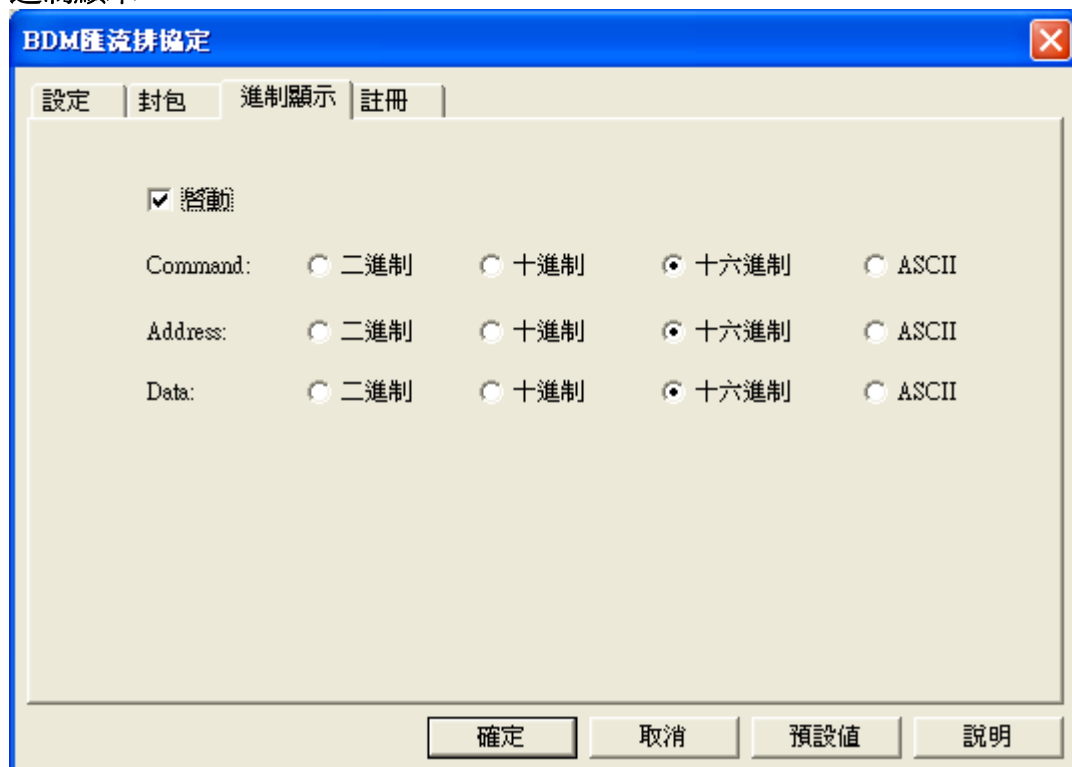 BDM匯流排協定
設定 封包 進制顯示 註冊
啟動
Command: 二進制 十進制 十六進制 ASCII
Address: 二進制 十進制 十六進制 ASCII
Data: 二進制 十進制 十六進制 ASCII
確定 取消 預設值 說明